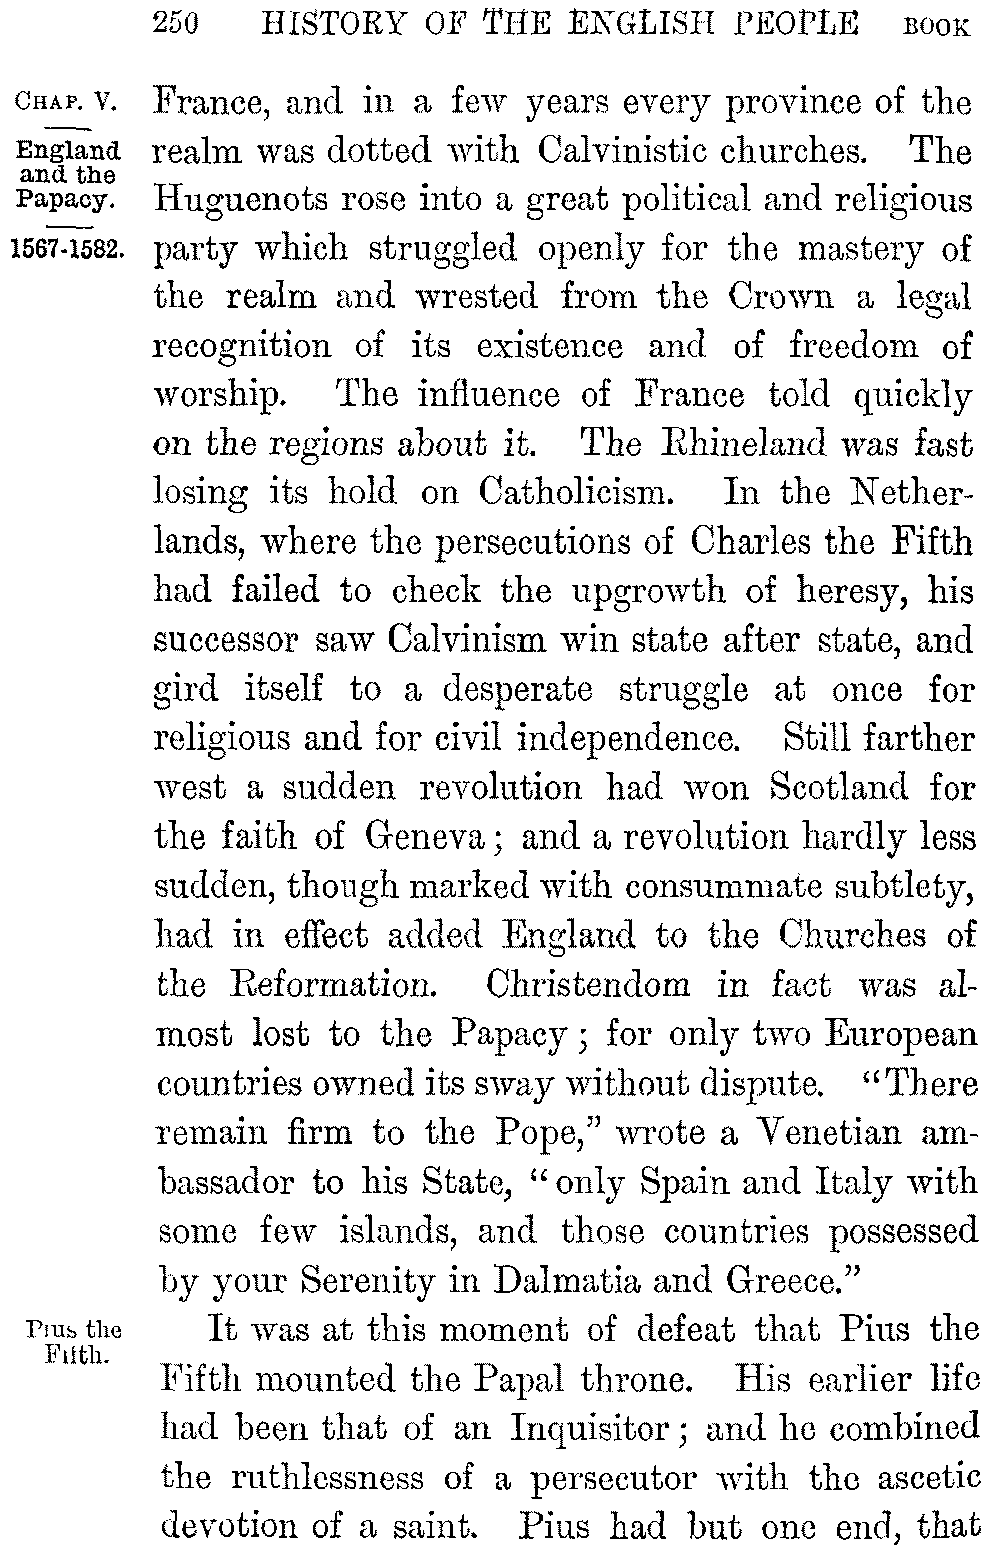 250 HISTORY OF THE ENGLISH PEOPLE BOOK
CHAP. V.
England
and the
Papacy.
1567-1582.
France, and in a few years every province of the
realm was dotted with Calvinistic churches. The
Huguenots rose into a great political and religious
party which struggled openly for the mastery of
the realm and wrested from the Crown a legal
recognition of its existence and of freedom of
worship. The influence of France told quickly
on the regions about it. The Rhineland was fast
losing its hold on Catholicism. In the Nether-
lands, where the persecutions of Charles the Fifth
had failed to check the upgrowth of heresy, his
successor saw Calvinism win state after state, and
gird itself to a desperate struggle at once for
religious and for civil independence. Still farther
west a sudden revolution had won Scotland for
the faith of Geneva; and a revolution hardly less
sudden, though marked with consummate subtlety,
had in effect added England to the Churches of
the Reformation. Christendom in fact was al-
most lost to the Papacy; for only two European
countries owned its sway without dispute. "There
remain firm to the Pope," wrote a Venetian am-
bassador to his State, "only Spain and Italy with
some few islands, and those countries possessed
by your Serenity in Dalmatia and Greece."
Pius the
Fifth.
It was at this moment of defeat that Pius the
Fifth mounted the Papal throne. His earlier life
had been that of an Inquisitor; and he combined
the ruthlessness of a persecutor with the ascetic
devotion of a saint. Pius had but one end, that